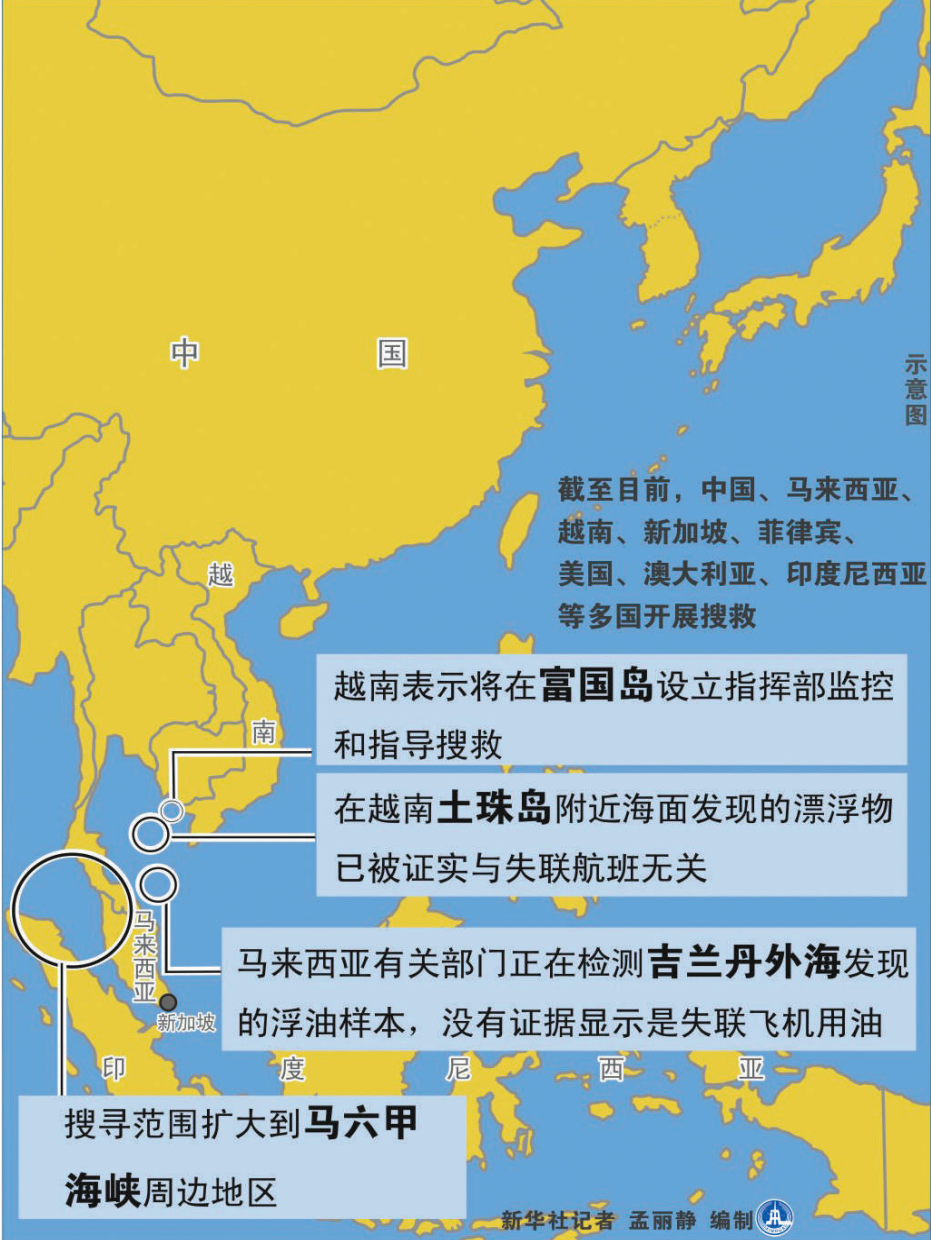 中国
示意图
截至目前，中国、马来西亚、
越南、新加坡、菲律宾、
美国、澳大利亚、印度尼西亚
等多国开展搜救
越南
越南表示将在富国岛设立指挥部监控
和指导搜救
在越南土珠岛附近海面发现的漂浮物
已被证实与失联航班无关
马来西亚
新加坡
马来西亚有关部门正在检测吉兰丹外海发现
的浮油样本，没有证据显示是失联飞机用油
印度尼西亚
搜寻范围扩大到马六甲
海峡周边地区
新华社记者 孟丽静 编制